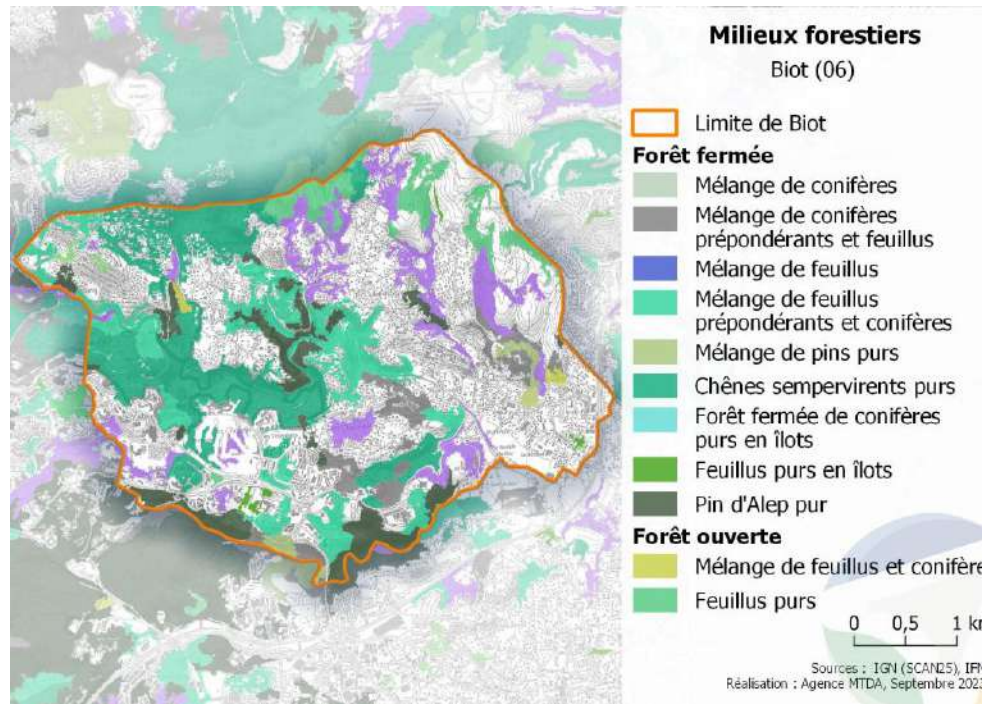 Milieux forestiers
Biot (06)
Limite de Biot
Forêt fermée
Mélange de conifères
Mélange de conifères
prépondérants et feuillus
Mélange de feuillus
Mélange de feuillus
prépondérants et conifères
Mélange de pins purs
Chênes sempervirents purs
Forêt fermée de conifères
purs en îlots
Feuillus purs en îlots
Pin d'Alep pur
Forêt ouverte
Mélange de feuillus et conifère
Feuillus purs
0 0,5 1 km
Sources : IGN (SCAN25), IFN
Réalisation : Agence MTDA, Septembre 2023